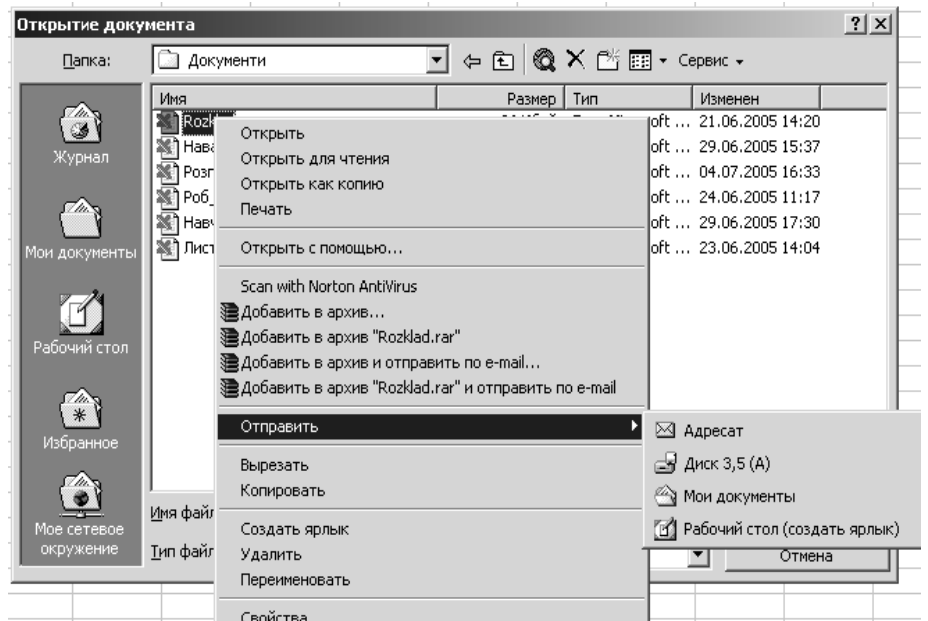 Открытие документа
Папка:
Документи
Сервис
Имя Размер Тип Изменен
oft ... 21.06.2005 14:20
oft ... 29.06.2005 15:37
oft ... 04.07.2005 16:33
oft ... 24.06.2005 11:17
oft ... 29.06.2005 17:30
Лист oft ... 23.06.2005 14:04
Журнал
Мои документы
Рабочий стол
Избранное
Мое сетевое
окружение
Имя файл
Тип файл
Отмена
Открыть
Открыть для чтения
Открыть как копию
Печать
Открыть с помощью...
Scan with Norton AntiVirus
Добавить в архив...
Добавить в архив "Rozklad.rar"
Добавить в архив и отправить по e-mail...
Добавить в архив "Rozklad.rar" и отправить по e-mail
Отправить
Вырезать
Копировать
Создать ярлык
Удалить
Переименовать
Свойства
Адресат
Диск 3,5 (A)
Мои документы
Рабочий стол (создать ярлык)